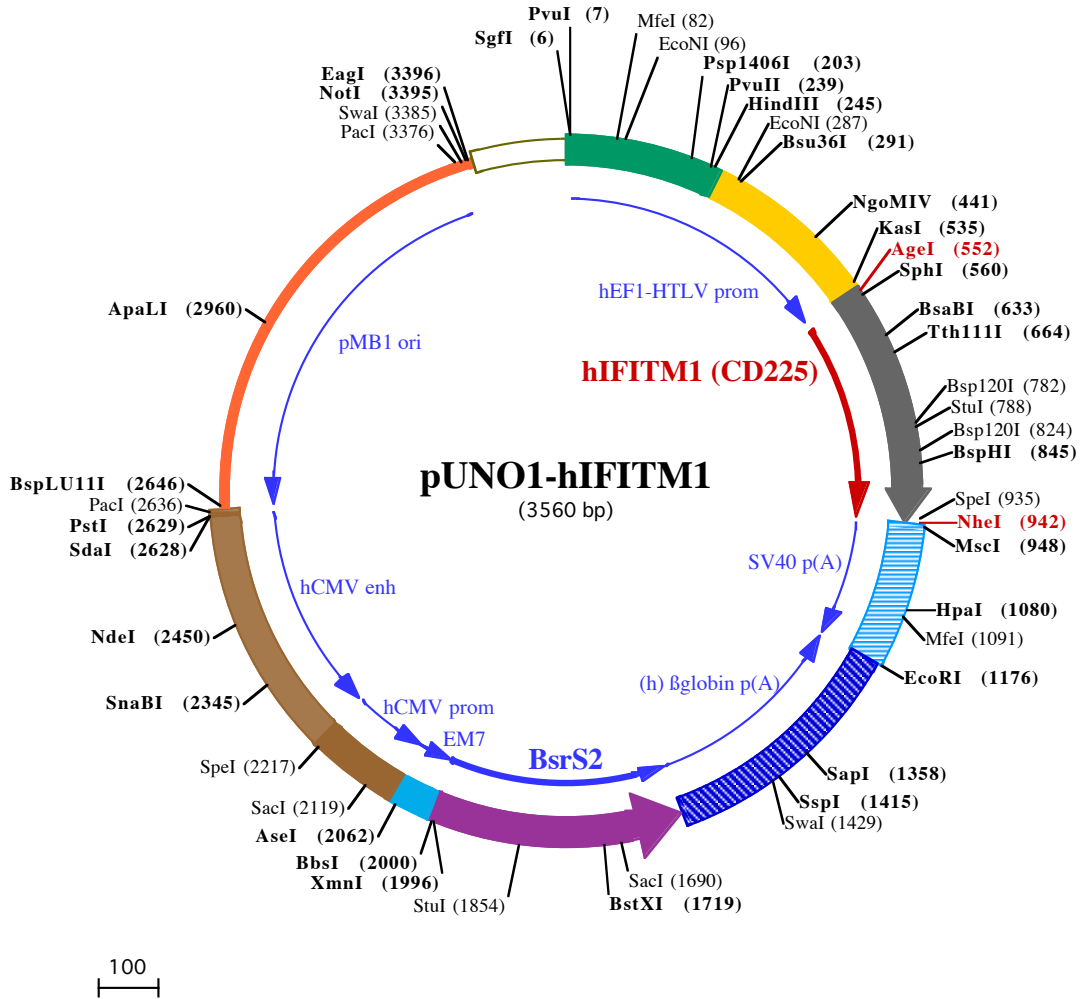 PvuI (7)
SgfI (6)
MfeI (82)
EcoNI (96)
Psp1406I (203)
PvuII (239)
HindIII (245)
EcoNI (287)
Bsu36I (291)
NgoMIV (441)
KasI (535)
AgeI (552)
SphI (560)
BsaBI (633)
Tth111I (664)
Bsp120I (782)
StuI (788)
Bsp120I (824)
BspHI (845)
SpeI (935)
NheI (942)
MscI (948)
HpaI (1080)
MfeI (1091)
EcoRI (1176)
SapI (1358)
SspI (1415)
SwaI (1429)
SacI (1690)
BstXI (1719)
StuI (1854)
XmnI (1996)
BbsI (2000)
AseI (2062)
SacI (2119)
SpeI (2217)
SnaBI (2345)
NdeI (2450)
SdaI (2628)
PstI (2629)
PacI (2636)
BspLU11I (2646)
ApaLI (2960)
PacI (3376)
SwaI (3385)
NotI (3395)
EagI (3396)
hEF1-HTLV prom
hIFITM1 (CD225)
SV40 p(A)
(h) ßglobin p(A)
BsrS2
EM7
hCMV prom
hCMV enh
pMB1 ori
pUNO1-hIFITM1
(3560 bp)
100